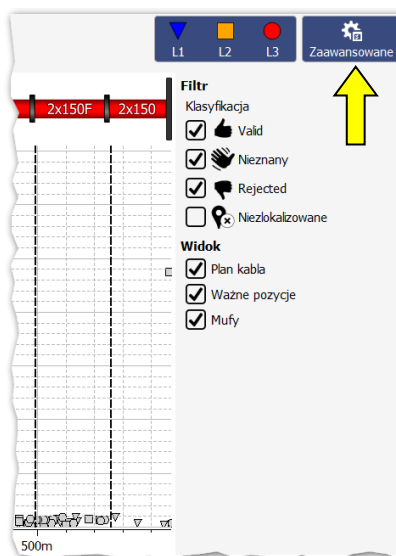 L1 L2 L3 Zaawansowane
Filtr
Klasyfikacja
2x150F 2x150
Valid
Nieznany
Rejected
Niezlokalizowane
Widok
Plan kabla
Ważne pozycje
Mufy
500m